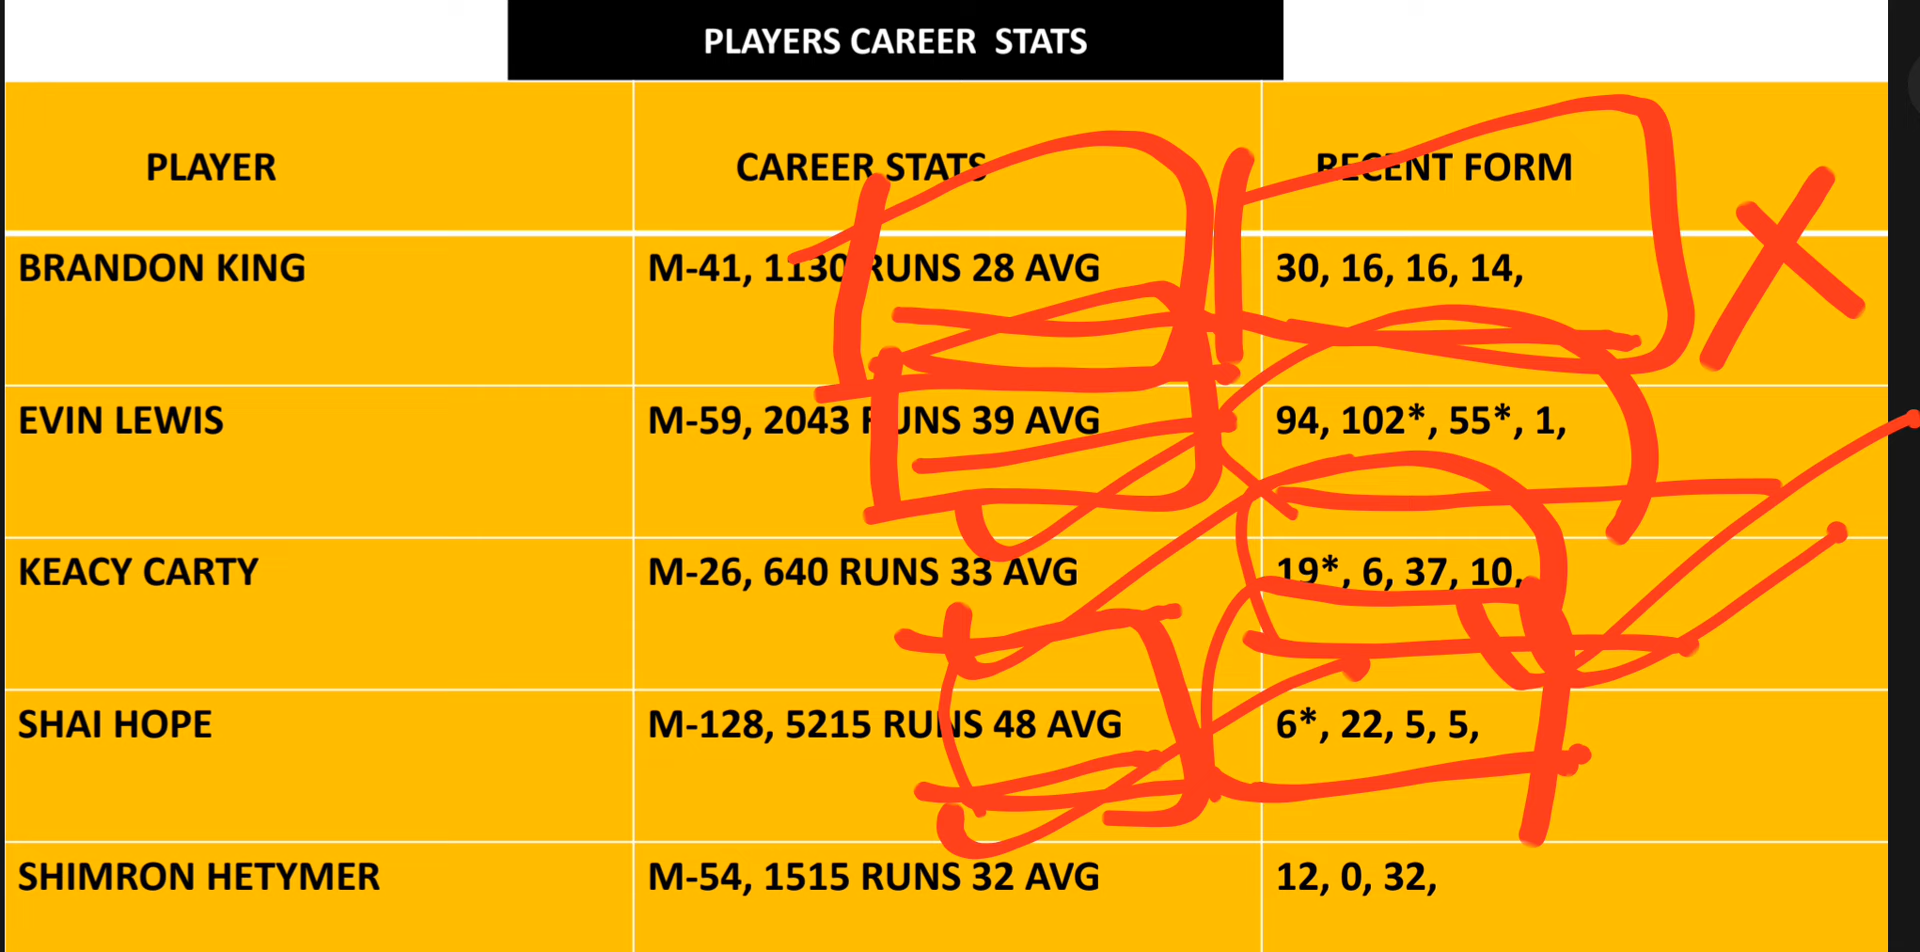 PLAYERS CAREER STATS
PLAYER CAREER STATS RECENT FORM
BRANDON KING M-41, 1130 RUNS 28 AVG 30, 16, 16, 14,
EVIN LEWIS M-59, 2043 RUNS 39 AVG 94, 102*, 55*, 1,
KEACY CARTY M-26, 640 RUNS 33 AVG 19*, 6, 37, 10,
SHAI HOPE M-128, 5215 RUNS 48 AVG 6*, 22, 5, 5,
SHIMRON HETYMER M-54, 1515 RUNS 32 AVG 12, 0, 32,